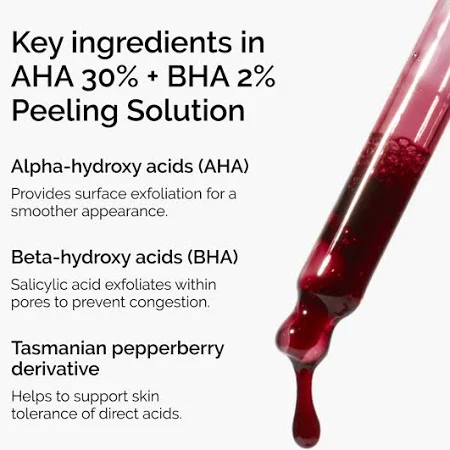 Key ingredients in
AHA 30% + BHA 2%
Peeling Solution
Alpha-hydroxy acids (AHA)
Provides surface exfoliation for a
smoother appearance.
Beta-hydroxy acids (BHA)
Salicylic acid exfoliates within
pores to prevent congestion.
Tasmanian pepperberry
derivative
Helps to support skin
tolerance of direct acids.